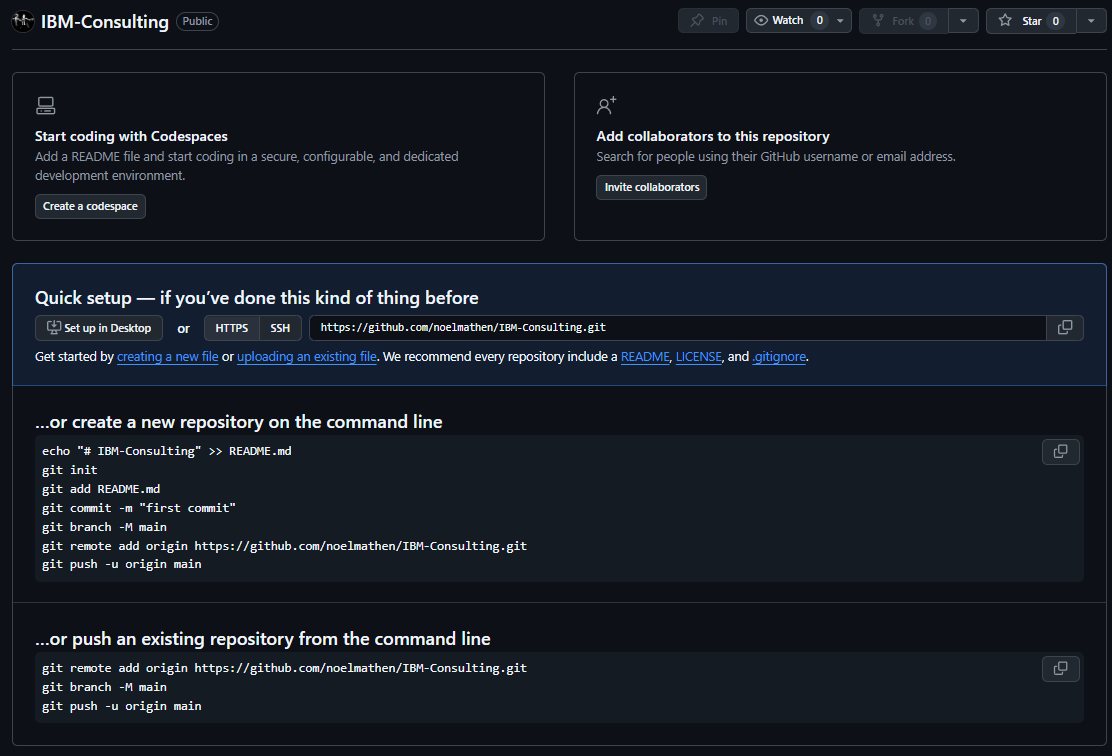 IBM-Consulting Public Pin Watch 0 Fork 0 Star 0
Start coding with Codespaces
Add a README file and start coding in a secure, configurable, and dedicated
development environment.
Create a codespace
Add collaborators to this repository
Search for people using their GitHub username or email address.
Invite collaborators
Quick setup — if you’ve done this kind of thing before
Set up in Desktop or HTTPS SSH https://github.com/noelmathen/IBM-Consulting.git
Get started by creating a new file or uploading an existing file. We recommend every repository include a README, LICENSE, and .gitignore.
…or create a new repository on the command line
echo "# IBM-Consulting" >> README.md
git init
git add README.md
git commit -m "first commit"
git branch -M main
git remote add origin https://github.com/noelmathen/IBM-Consulting.git
git push -u origin main
…or push an existing repository from the command line
git remote add origin https://github.com/noelmathen/IBM-Consulting.git
git branch -M main
git push -u origin main